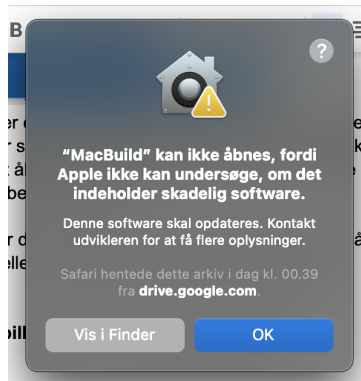 B
?
“MacBuild” kan ikke åbnes, fordi
Apple ikke kan undersøge, om det
indeholder skadelig software.
Denne software skal opdateres. Kontakt
udvikleren for at få flere oplysninger.
Safari hentede dette arkiv i dag kl. 00.39
fra drive.google.com.
Vis i Finder
OK